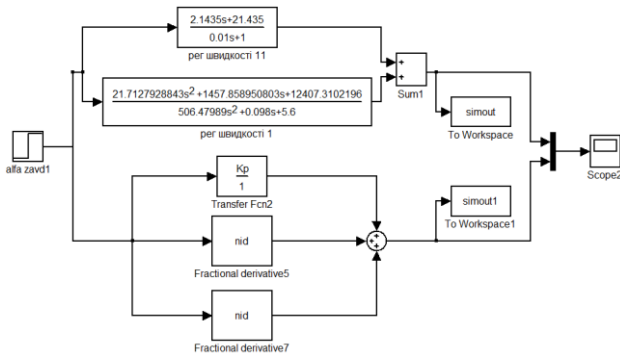 2.1435s+21.435
0.01s+1
рег швидкості 11
21.7127928843s2 +1457.858950803s+12407.3102196
506.47989s2 +0.098s+5.6
рег швидкості 1
Sum1
simout
To Workspace
alfa zavd1
Scope2
Kp
1
Transfer Fcn2
simout1
To Workspace1
nid
Fractional derivative5
nid
Fractional derivative7